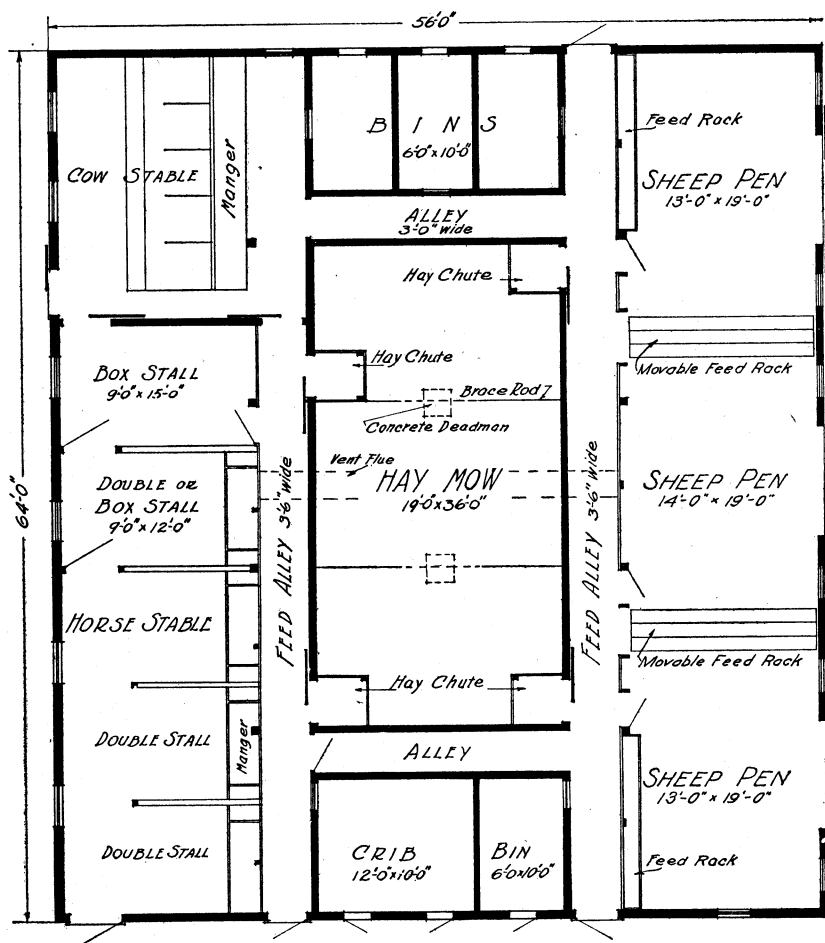 56'-0"
64'-0"
COW STABLE
Manger
B I N S
6'-0" x 10'-0"
Feed Rack
SHEEP PEN
13'-0" x 19'-0"
ALLEY
3'-0" wide
Hay Chute
Hay Chute
Movable Feed Rack
BOX STALL
9'-0" x 15'-0"
Brace Rod
Concrete Deadman
Vent Flue
HAY MOW
19'-0" x 36'-0"
DOUBLE OR
BOX STALL
9'-0" x 12'-0"
FEED ALLEY 3'-6" wide
FEED ALLEY 3'-6" wide
SHEEP PEN
14'-0" x 19'-0"
HORSE STABLE
Movable Feed Rack
Hay Chute
DOUBLE STALL
Manger
ALLEY
SHEEP PEN
13'-0" x 19'-0"
DOUBLE STALL
CRIB
12'-0" x 10'-0"
BIN
6'-0 x 10'-0"
Feed Rack